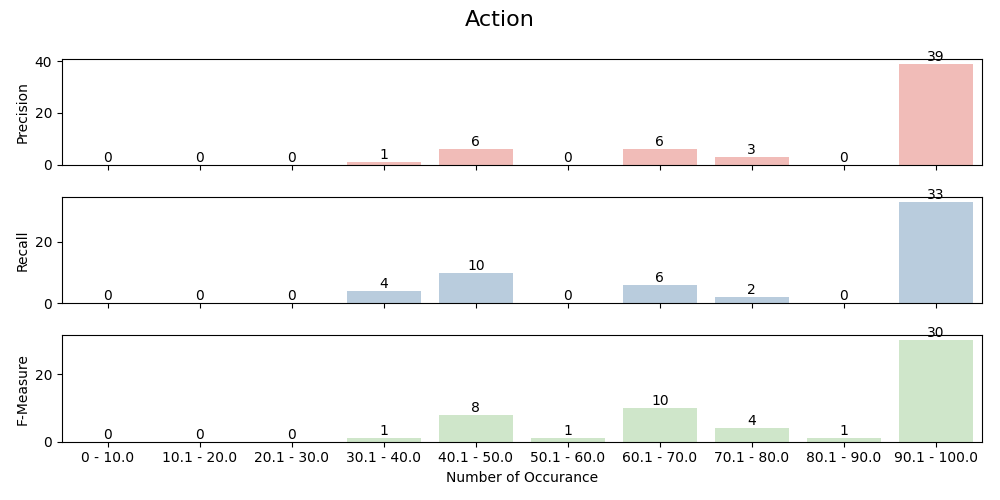 Action
Precision
40
20
0
0 0 0 1 6 0 6 3 0 39
Recall
20
0
0 0 0 4 10 0 6 2 0 33
F-Measure
20
0
0 0 0 1 8 1 10 4 1 30
0 - 10.0 10.1 - 20.0 20.1 - 30.0 30.1 - 40.0 40.1 - 50.0 50.1 - 60.0 60.1 - 70.0 70.1 - 80.0 80.1 - 90.0 90.1 - 100.0
Number of Occurance